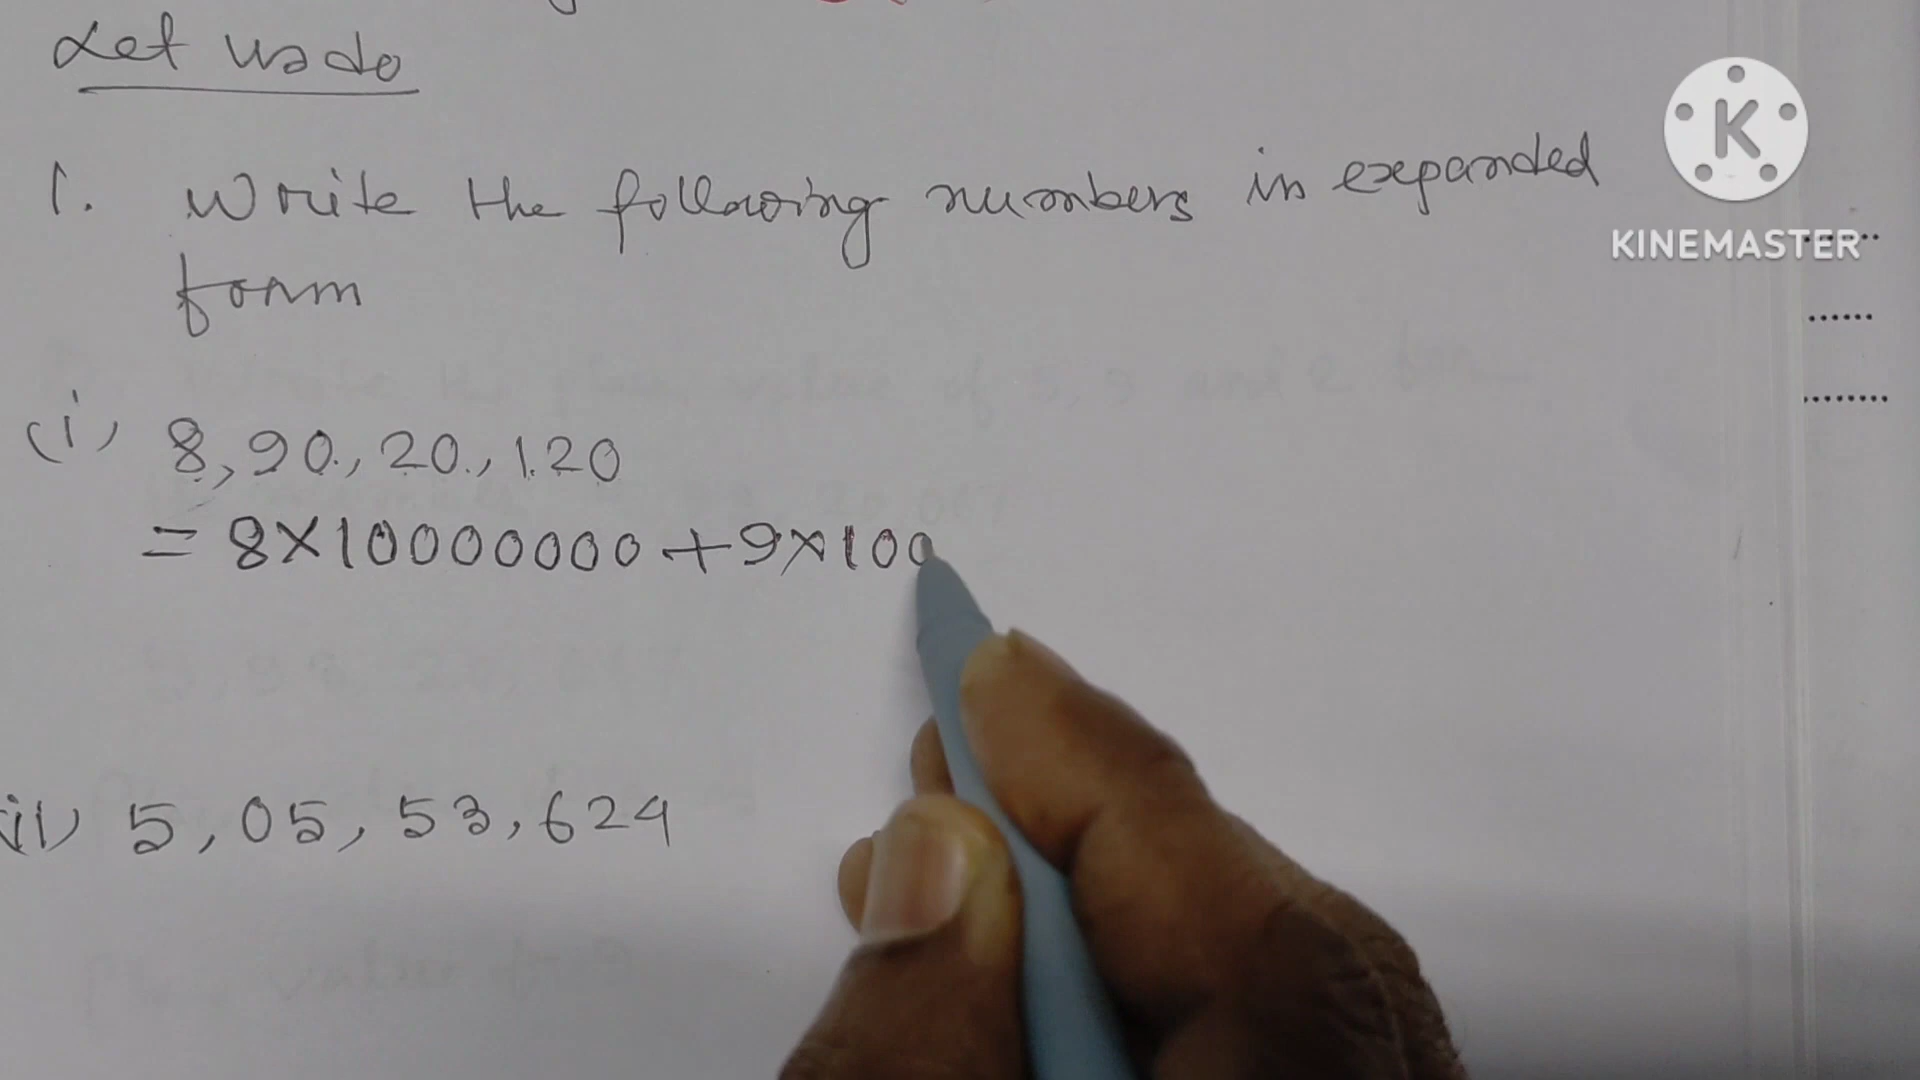 Let us do
1. Write the following numbers in expanded
form
KINEMASTER
(i) 8,90,20,120
= 8×10000000+9×100
ii) 5,05,53,624